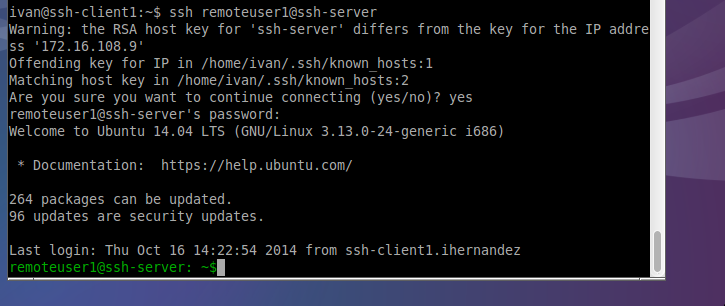 ivan@ssh-client1:~$ ssh remoteuser1@ssh-server
Warning: the RSA host key for 'ssh-server' differs from the key for the IP addre
ss '172.16.108.9'
Offending key for IP in /home/ivan/.ssh/known_hosts:1
Matching host key in /home/ivan/.ssh/known_hosts:2
Are you sure you want to continue connecting (yes/no)? yes
remoteuser1@ssh-server's password:
Welcome to Ubuntu 14.04 LTS (GNU/Linux 3.13.0-24-generic i686)
* Documentation:  https://help.ubuntu.com/
264 packages can be updated.
96 updates are security updates.
Last login: Thu Oct 16 14:22:54 2014 from ssh-client1.ihernandez
remoteuser1@ssh-server: ~$